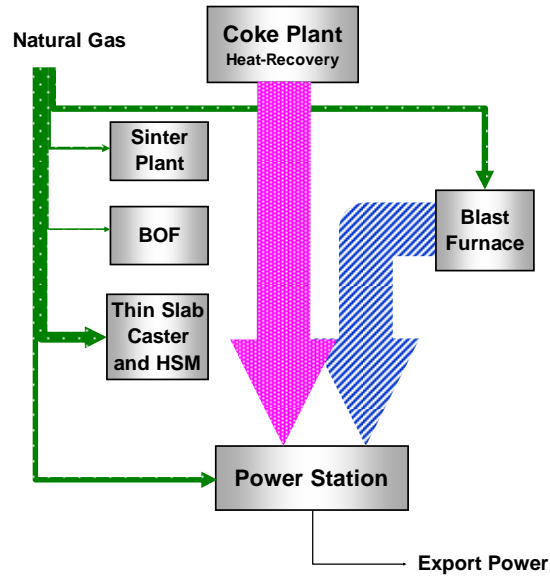 Natural Gas
Coke Plant
Heat-Recovery
Sinter
Plant
BOF
Blast
Furnace
Thin Slab
Caster
and HSM
Power Station
Export Power